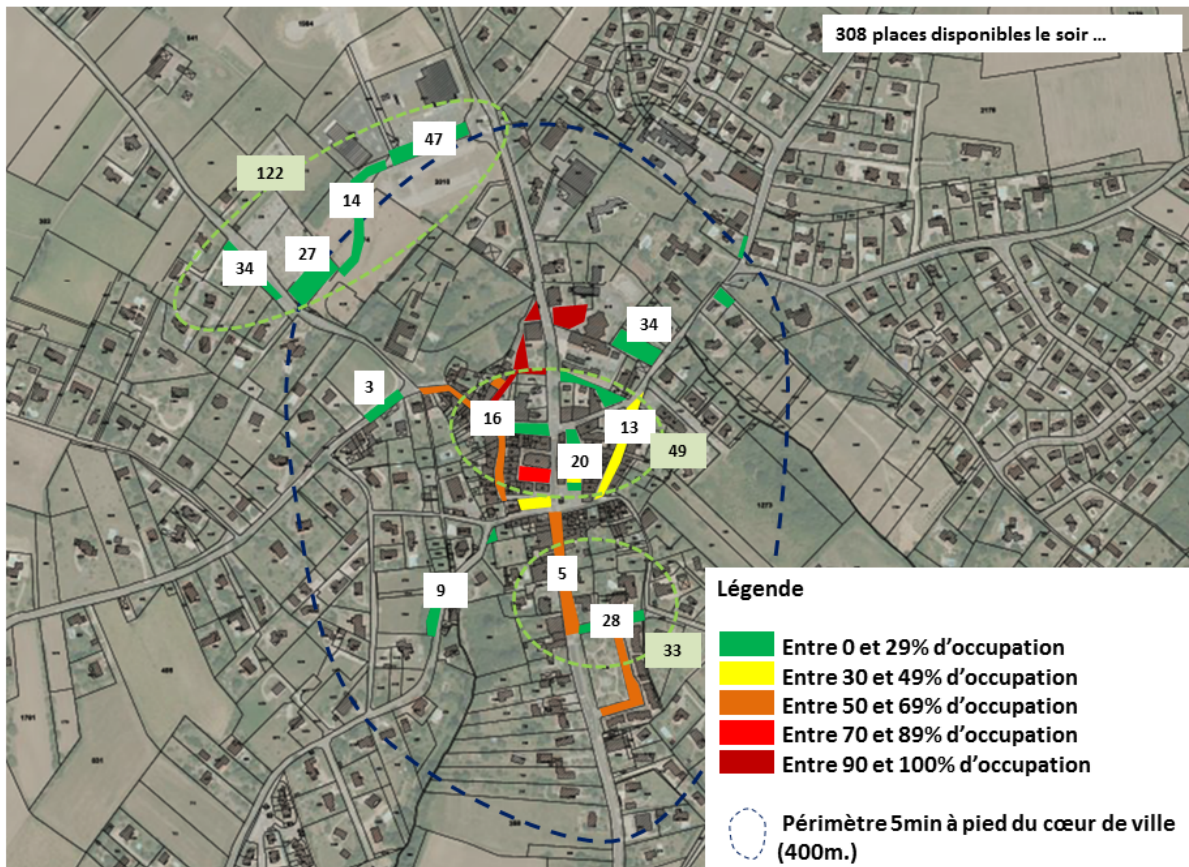 308 places disponibles le soir ...
47
122
14
27
34
34
3
16
13
20
49
5
9
28
33
Légende
Entre 0 et 29% d’occupation
Entre 30 et 49% d’occupation
Entre 50 et 69% d’occupation
Entre 70 et 89% d’occupation
Entre 90 et 100% d’occupation
Périmètre 5min à pied du cœur de ville
(400m.)